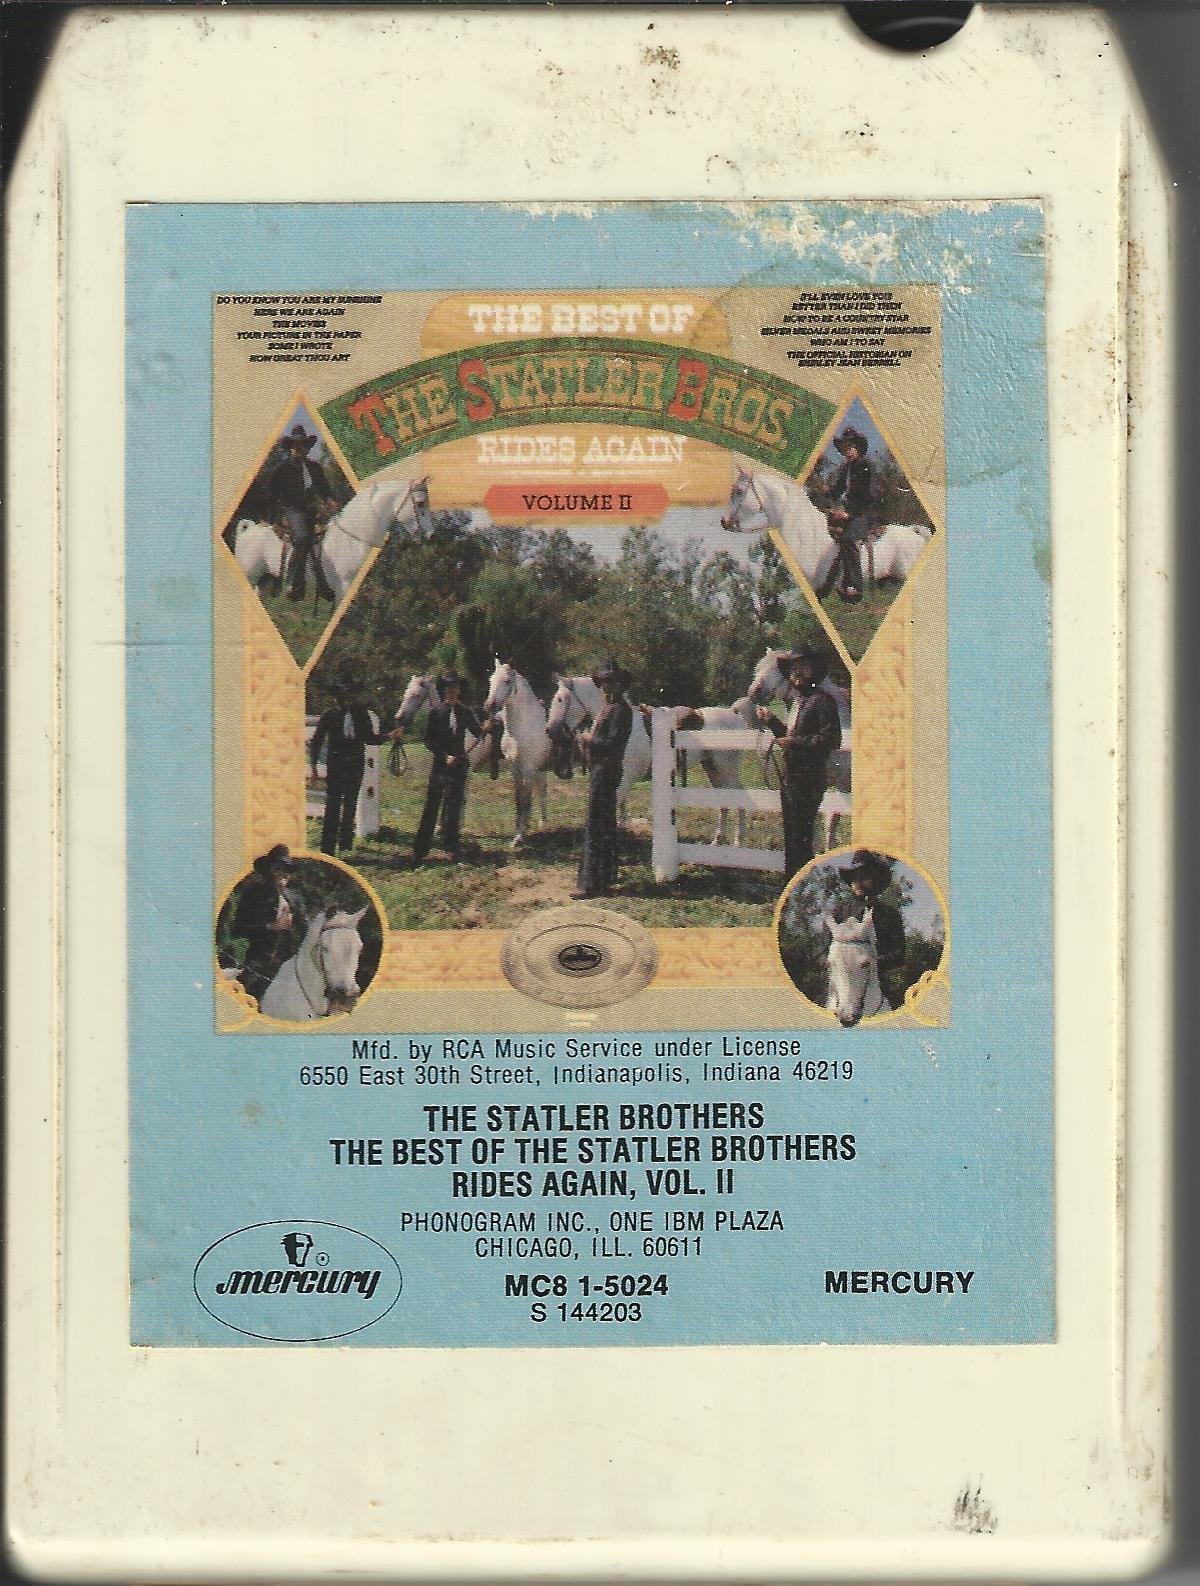 DO YOU KNOW YOU ARE MY SUNSHINE
HERE WE ARE AGAIN
THE MOVIES
YOUR PICTURE IN THE PAPER
SOME I WROTE
HOW GREAT THOU ART
I'LL EVEN LOVE YOU
BETTER THAN I DID THEN
HOW TO BE A COUNTRY STAR
SILVER MEDALS AND SWEET MEMORIES
WHO AM I TO SAY
THE OFFICIAL HISTORIAN ON
SHIRLEY JEAN BERRELL
THE BEST OF
THE STATLER BROS.
RIDES AGAIN
VOLUME II
Mfd. by RCA Music Service under License
6550 East 30th Street, Indianapolis, Indiana 46219
THE STATLER BROTHERS
THE BEST OF THE STATLER BROTHERS
RIDES AGAIN, VOL. II
PHONOGRAM INC., ONE IBM PLAZA
CHICAGO, ILL. 60611
mercury ®
MC8 1-5024
S 144203
MERCURY